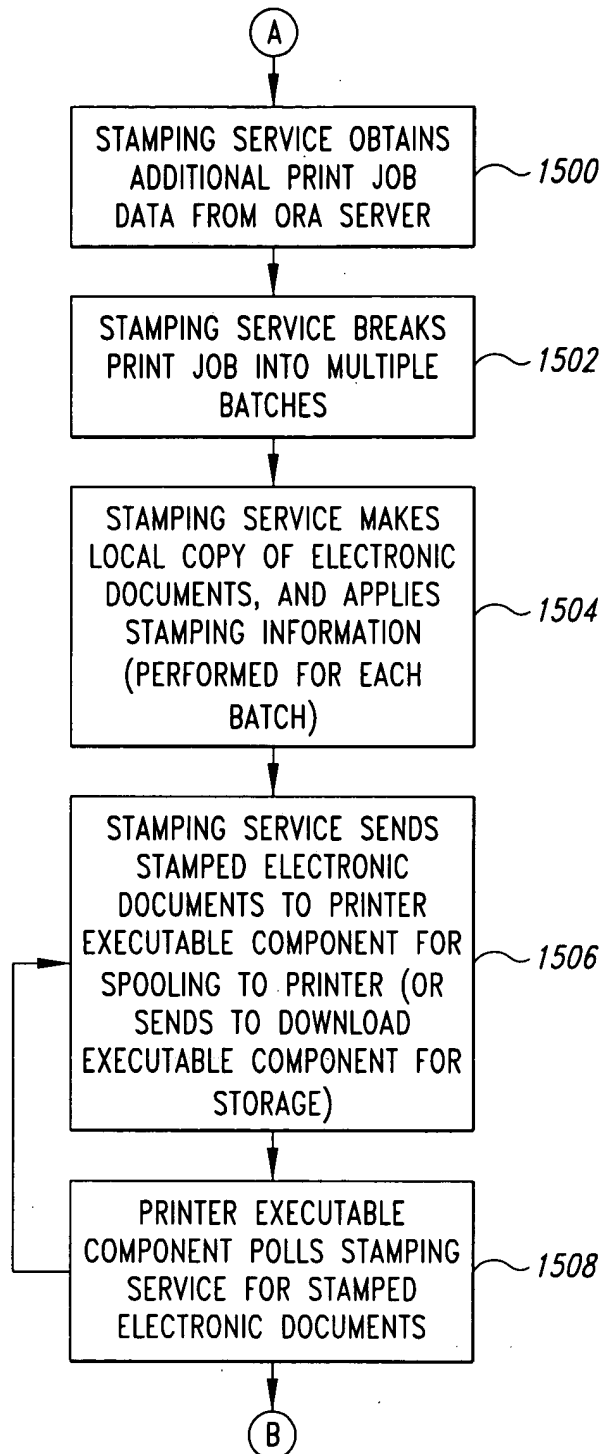 A
STAMPING SERVICE OBTAINS
ADDITIONAL PRINT JOB
DATA FROM ORA SERVER
1500
STAMPING SERVICE BREAKS
PRINT JOB INTO MULTIPLE
BATCHES
1502
STAMPING SERVICE MAKES
LOCAL COPY OF ELECTRONIC
DOCUMENTS, AND APPLIES
STAMPING INFORMATION
(PERFORMED FOR EACH
BATCH)
1504
STAMPING SERVICE SENDS
STAMPED ELECTRONIC
DOCUMENTS TO PRINTER
EXECUTABLE COMPONENT FOR
SPOOLING TO PRINTER (OR
SENDS TO DOWNLOAD
EXECUTABLE COMPONENT FOR
STORAGE)
1506
PRINTER EXECUTABLE
COMPONENT POLLS STAMPING
SERVICE FOR STAMPED
ELECTRONIC DOCUMENTS
1508
B